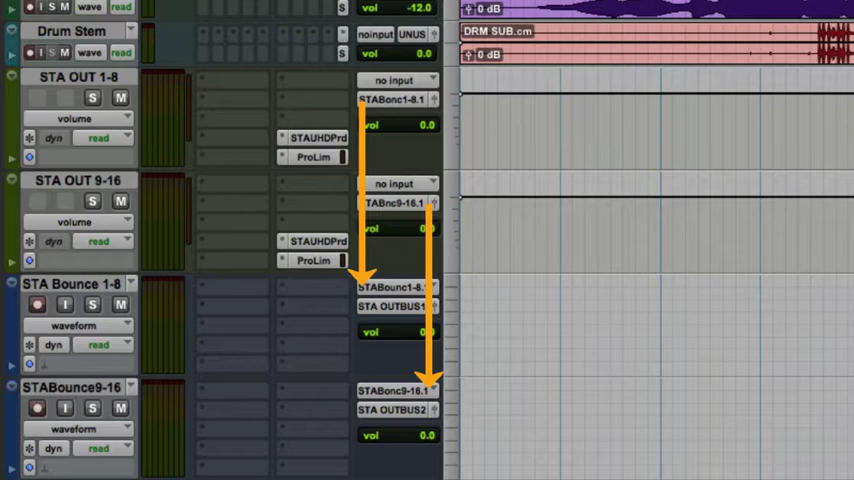 S
vol -12.0
0 dB
Drum Stem
noinput UNUS
DRM SUB.cm
I S M wave read
S
vol 0.0
0 dB
STA OUT 1-8
no input
S M
STABonc1-8.1
volume
vol 0.0
dyn read
STAUHDPrd
ProLim
STA OUT 9-16
no input
S M
STABnc9-16.1
volume
dyn read
STAUHDPrd
ProLim
STA Bounce 1-8
STABounc1-8.
I S M
STA OUTBUS1
waveform
vol
dyn read
STABounce9-16
STABonc9-16.1
I S M
STA OUTBUS2
waveform
vol 0.0
dyn read